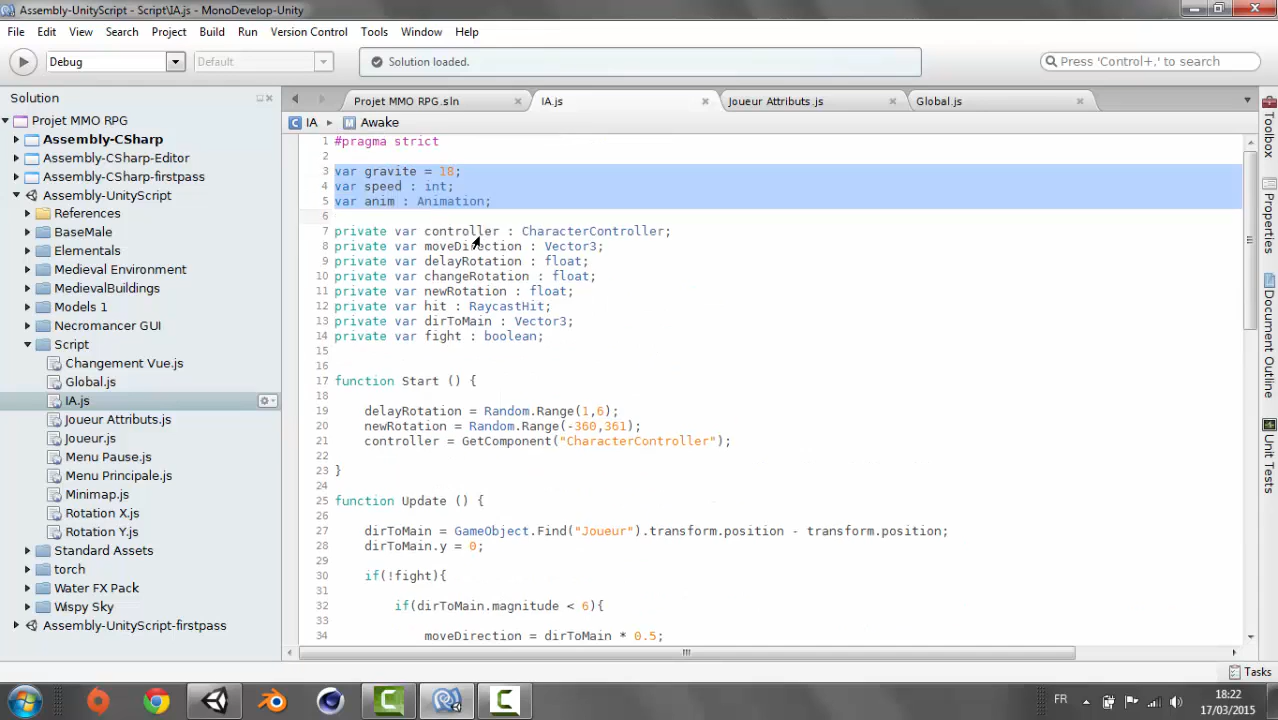 Assembly-UnityScript - Script\IA.js - MonoDevelop-Unity
File Edit View Search Project Build Run Version Control Tools Window Help
Debug Default Solution loaded. Press 'Control+,' to search
Solution
Projet MMO RPG.sln IA.js Joueur Attributs.js Global.js
IA Awake
Projet MMO RPG
Assembly-CSharp
Assembly-CSharp-Editor
Assembly-CSharp-firstpass
Assembly-UnityScript
References
BaseMale
Elementals
Medieval Environment
MedievalBuildings
Models 1
Necromancer GUI
Script
Changement Vue.js
Global.js
IA.js
Joueur Attributs.js
Joueur.js
Menu Pause.js
Menu Principale.js
Minimap.js
Rotation X.js
Rotation Y.js
Standard Assets
torch
Water FX Pack
Wispy Sky
Assembly-UnityScript-firstpass
1 #pragma strict
2
3 var gravite = 18;
4 var speed : int;
5 var anim : Animation;
6
7 private var controller : CharacterController;
8 private var moveDirection : Vector3;
9 private var delayRotation : float;
10 private var changeRotation : float;
11 private var newRotation : float;
12 private var hit : RaycastHit;
13 private var dirToMain : Vector3;
14 private var fight : boolean;
15
16
17 function Start () {
18
19 delayRotation = Random.Range(1,6);
20 newRotation = Random.Range(-360,361);
21 controller = GetComponent("CharacterController");
22
23 }
24
25 function Update () {
26
27 dirToMain = GameObject.Find("Joueur").transform.position - transform.position;
28 dirToMain.y = 0;
29
30 if(!fight){
31
32 if(dirToMain.magnitude < 6){
33
34 moveDirection = dirToMain * 0.5;
Toolbox
Properties
Document Outline
Unit Tests
Tasks
FR
18:22
17/03/2015